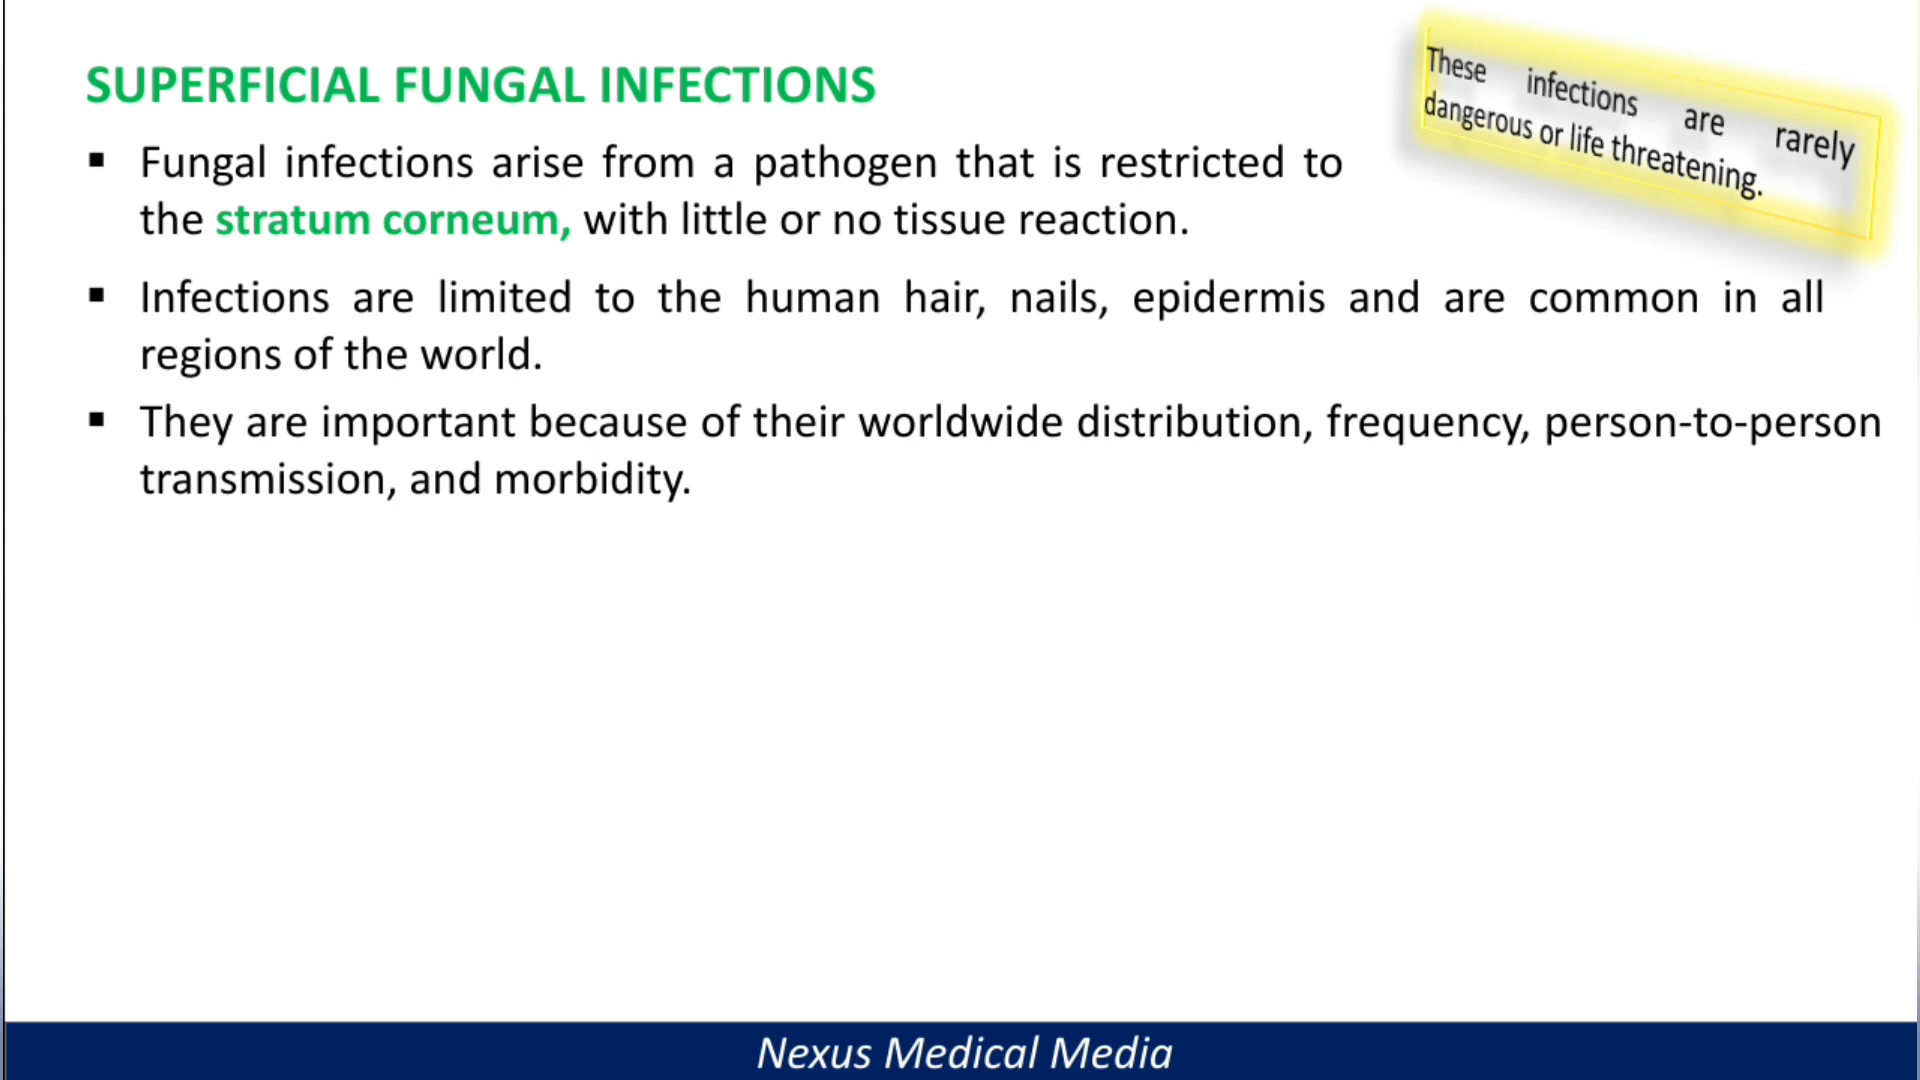 SUPERFICIAL FUNGAL INFECTIONS
These infections are rarely
dangerous or life threatening.
▪ Fungal infections arise from a pathogen that is restricted to
the stratum corneum, with little or no tissue reaction.
▪ Infections are limited to the human hair, nails, epidermis and are common in all
regions of the world.
▪ They are important because of their worldwide distribution, frequency, person-to-person
transmission, and morbidity.
Nexus Medical Media